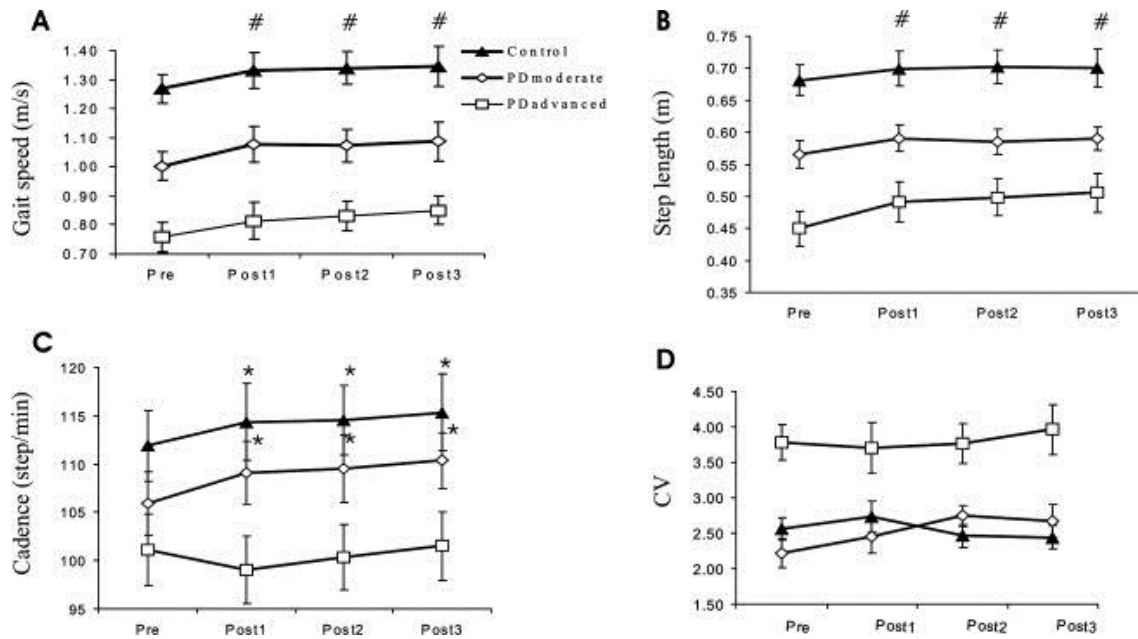 A
# # #
Gait speed (m/s)
1.40
1.30
1.20
1.10
1.00
0.90
0.80
0.70
Pre Post1 Post2 Post3
Control
PDmoderate
PDadvanced
B
# # #
Step length (m)
0.75
0.70
0.65
0.60
0.55
0.50
0.45
0.40
0.35
Pre Post1 Post2 Post3
C
* * *
* * *
Cadence (step/min)
120
115
110
105
100
95
Pre Post1 Post2 Post3
D
CV
4.50
4.00
3.50
3.00
2.50
2.00
1.50
Pre Post1 Post2 Post3